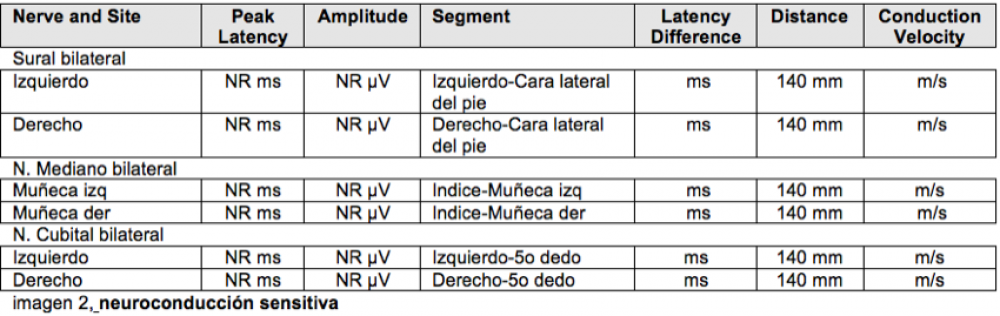 Nerve and Site Peak Latency Amplitude Segment Latency Difference Distance Conduction Velocity
Sural bilateral
Izquierdo NR ms NR µV Izquierdo-Cara lateral del pie ms 140 mm m/s
Derecho NR ms NR µV Derecho-Cara lateral del pie ms 140 mm m/s
N. Mediano bilateral
Muñeca izq NR ms NR µV Indice-Muñeca izq ms 140 mm m/s
Muñeca der NR ms NR µV Indice-Muñeca der ms 140 mm m/s
N. Cubital bilateral
Izquierdo NR ms NR µV Izquierdo-5o dedo ms 140 mm m/s
Derecho NR ms NR µV Derecho-5o dedo ms 140 mm m/s
imagen 2, neuroconducción sensitiva